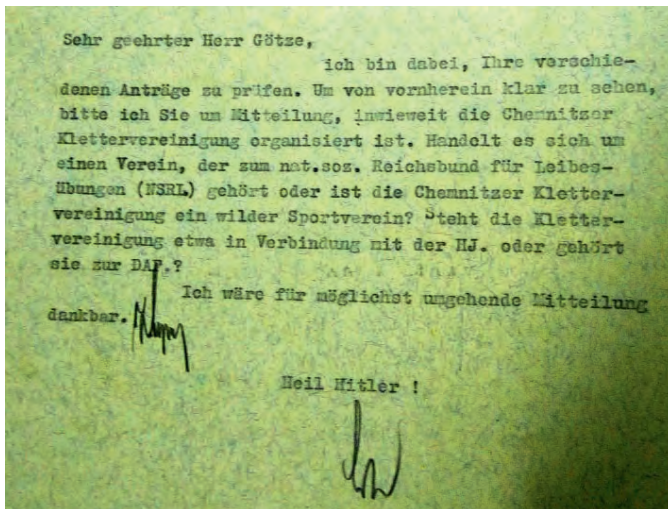 Sehr geehrter Herr Götze,
ich bin dabei, Ihre verschie-
denen Anträge zu prüfen. Um von vornherein klar zu sehen,
bitte ich Sie um Mitteilung, inwieweit die Chemnitzer
Klettervereinigung organisiert ist. Handelt es sich um
einen Verein, der zum nat.soz. Reichsbund für Leibes-
übungen (NSRL) gehört oder ist die Chemnitzer Kletter-
vereinigung ein wilder Sportverein? Steht die Kletter-
vereinigung etwa in Verbindung mit der HJ. oder gehört
sie zur DAF.?
Ich wäre für möglichst umgehende Mitteilung
dankbar.
Heil Hitler !